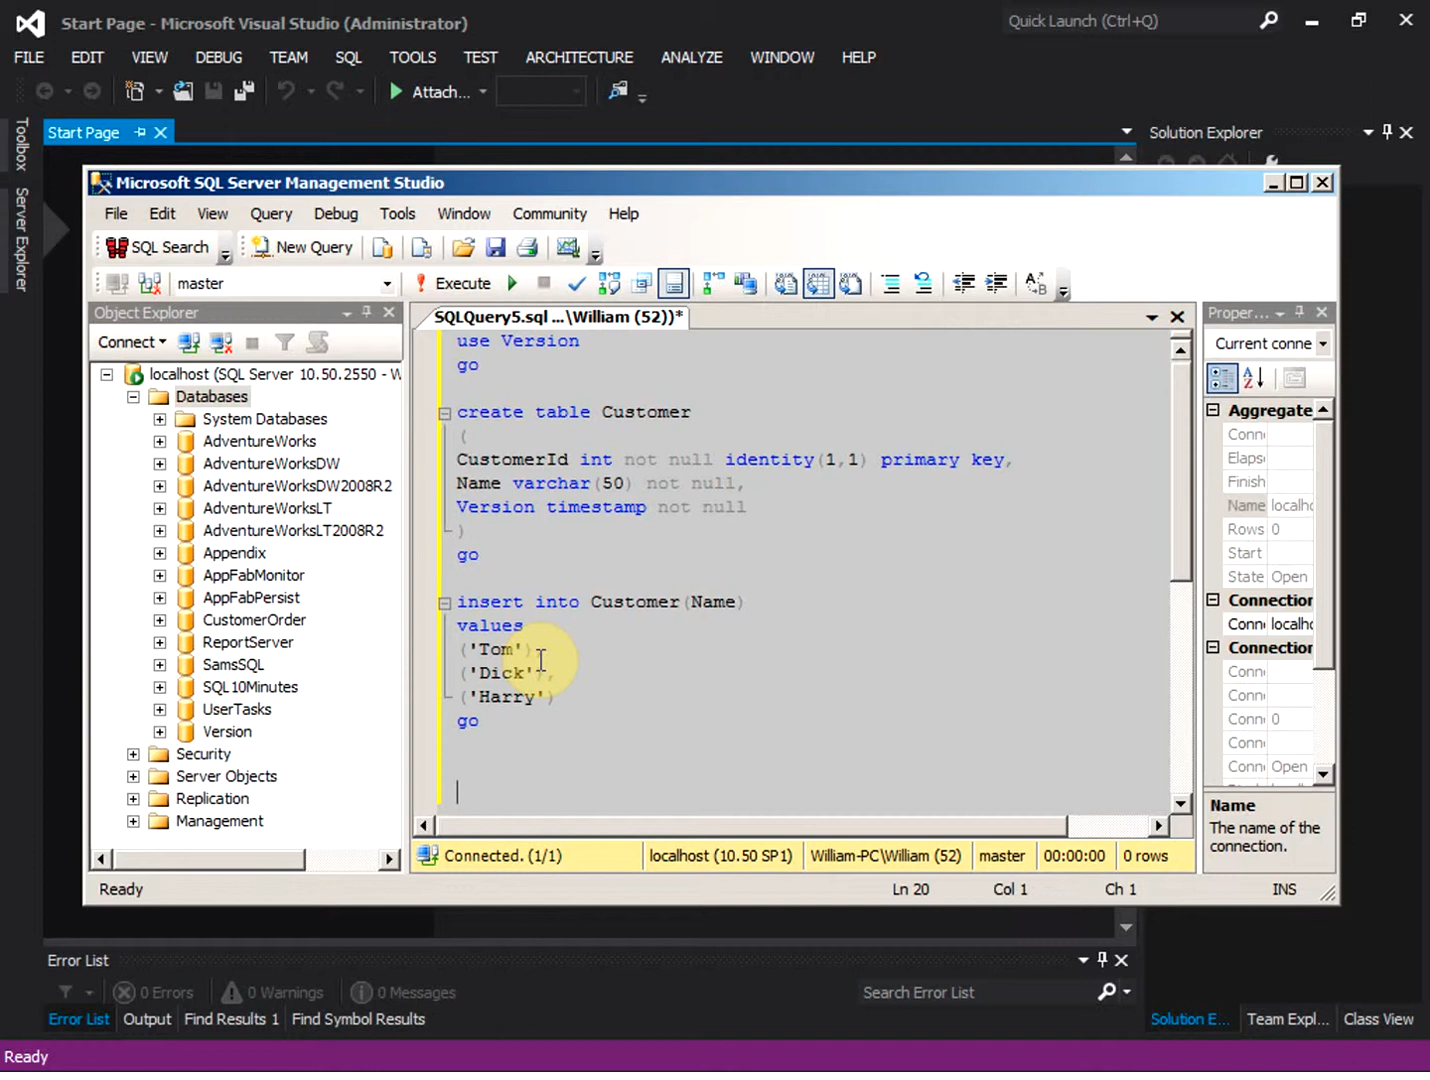 Start Page - Microsoft Visual Studio (Administrator)
Quick Launch (Ctrl+Q)
FILE EDIT VIEW DEBUG TEAM SQL TOOLS TEST ARCHITECTURE ANALYZE WINDOW HELP
Attach...
Start Page
Solution Explorer
Toolbox
Server Explorer
Microsoft SQL Server Management Studio
File Edit View Query Debug Tools Window Community Help
SQL Search
New Query
master
Execute
Object Explorer
Connect
localhost (SQL Server 10.50.2550 - W
Databases
System Databases
AdventureWorks
AdventureWorksDW
AdventureWorksDW2008R2
AdventureWorksLT
AdventureWorksLT2008R2
Appendix
AppFabMonitor
AppFabPersist
CustomerOrder
ReportServer
SamsSQL
SQL10Minutes
UserTasks
Version
Security
Server Objects
Replication
Management
SQLQuery5.sql ...\William (52))*
use Version
go
create table Customer
(
CustomerId int not null identity(1,1) primary key,
Name varchar(50) not null,
Version timestamp not null
)
go
insert into Customer(Name)
values
('Tom'),
('Dick'),
('Harry')
go
Proper...
Current conne
Aggregate
Conn
Elaps
Finish
Name localho
Rows 0
Start
State Open
Connection
Conn localho
Connection
Conn
Conn
Conn 0
Conn
Conn Open
Name
The name of the
connection.
Connected. (1/1)
localhost (10.50 SP1)
William-PC\William (52)
master
00:00:00
0 rows
Ready
Ln 20
Col 1
Ch 1
INS
Error List
0 Errors
0 Warnings
0 Messages
Search Error List
Error List Output Find Results 1 Find Symbol Results
Solution E... Team Expl... Class View
Ready